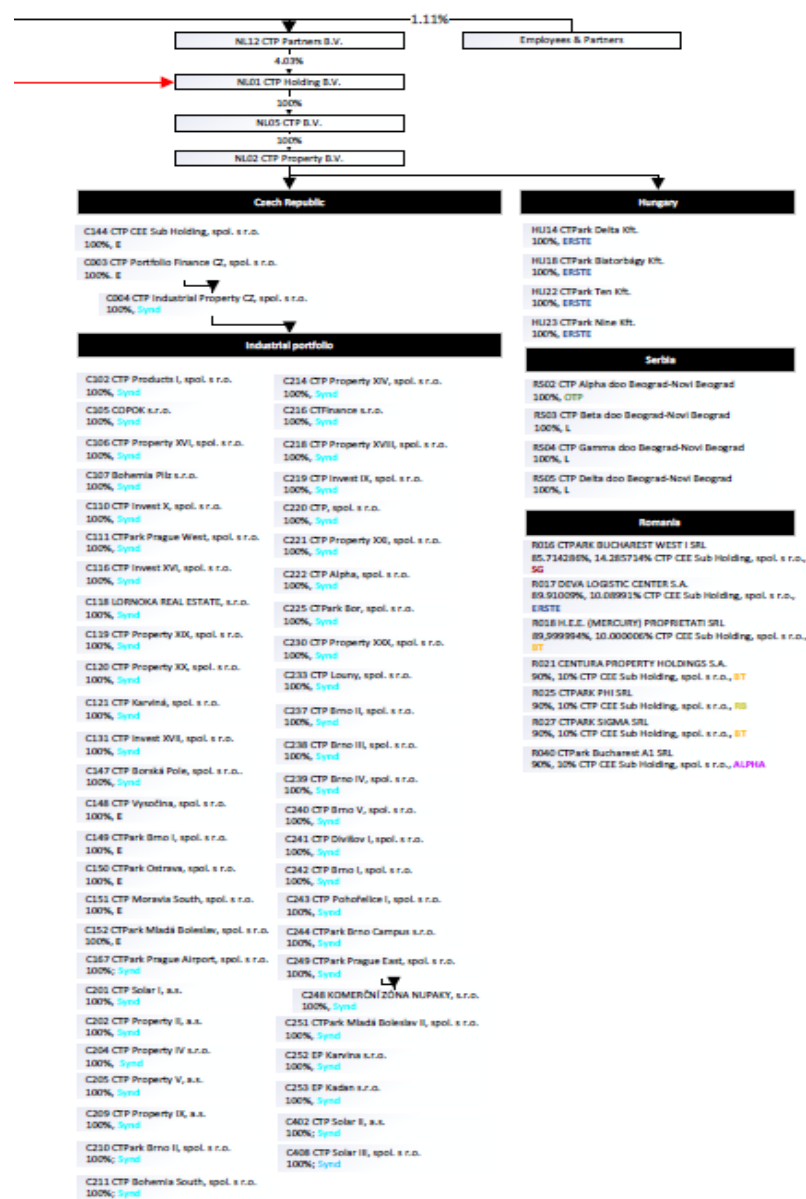 1.11%
NL12 CTP Partners B.V.
Employees & Partners
4.03%
NL01 CTP Holding B.V.
100%
NL05 CTP B.V.
100%
NL02 CTP Property B.V.
Czech Republic
C144 CTP CEE Sub Holding, spol. s r.o.
100%, E
C003 CTP Portfolio Finance CZ, spol. s r.o.
100%. E
C004 CTP Industrial Property CZ, spol. s r.o.
100%, Synd
Industrial portfolio
C102 CTP Products I, spol. s r.o.
100%, Synd
C105 COPOK s.r.o.
100%, Synd
C106 CTP Property XVI, spol. s r.o.
100%, Synd
C107 Bohemia Pilz s.r.o.
100%, Synd
C110 CTP Invest X, spol. s r.o.
100%, Synd
C111 CTPark Prague West, spol. s r.o.
100%, Synd
C116 CTP Invest XVI, spol. s r.o.
100%, Synd
C118 LORNOKA REAL ESTATE, s.r.o.
100%, Synd
C119 CTP Property XIX, spol. s r.o.
100%, Synd
C120 CTP Property XX, spol. s r.o.
100%, Synd
C121 CTP Karviná, spol. s r.o.
100%, Synd
C131 CTP Invest XVII, spol. s r.o.
100%, Synd
C147 CTP Borská Pole, spol. s r.o..
100%, Synd
C148 CTP Vysočina, spol. s r.o.
100%, E
C149 CTPark Brno I, spol. s r.o.
100%, E
C150 CTPark Ostrava, spol. s r.o.
100%, E
C151 CTP Moravia South, spol. s r.o.
100%, E
C152 CTPark Mladá Boleslav, spol. s r.o.
100%, E
C167 CTPark Prague Airport, spol. s r.o.
100%; Synd
C201 CTP Solar I, a.s.
100%, Synd
C202 CTP Property II, a.s.
100%, Synd
C204 CTP Property IV s.r.o.
100%, Synd
C205 CTP Property V, a.s.
100%, Synd
C209 CTP Property IX, a.s.
100%, Synd
C210 CTPark Brno II, spol. s r.o.
100%; Synd
C211 CTP Bohemia South, spol. s r.o.
100%; Synd
C214 CTP Property XIV, spol. s r.o.
100%, Synd
C216 CTFinance s.r.o.
100%, Synd
C218 CTP Property XVIII, spol. s r.o.
100%, Synd
C219 CTP Invest IX, spol. s r.o.
100%, Synd
C220 CTP, spol. s r.o.
100%, Synd
C221 CTP Property XXI, spol. s r.o.
100%, Synd
C222 CTP Alpha, spol. s r.o.
100%, Synd
C225 CTPark Bor, spol. s r.o.
100%, Synd
C230 CTP Property XXX, spol. s r.o.
100%, Synd
C233 CTP Louny, spol. s r.o.
100%, Synd
C237 CTP Brno II, spol. s r.o.
100%, Synd
C238 CTP Brno III, spol. s r.o.
100%, Synd
C239 CTP Brno IV, spol. s r.o.
100%, Synd
C240 CTP Brno V, spol. s r.o.
100%, Synd
C241 CTP Divišov I, spol. s r.o.
100%, Synd
C242 CTP Brno I, spol. s r.o.
100%, Synd
C243 CTP Pohořelice I, spol. s r.o.
100%, Synd
C244 CTPark Brno Campus s.r.o.
100%, Synd
C249 CTPark Prague East, spol. s r.o.
100%, Synd
C248 KOMERČNÍ ZÓNA NUPAKY, s.r.o.
100%, Synd
C251 CTPark Mladá Boleslav II, spol. s r.o.
100%, Synd
C252 EP Karvina s.r.o.
100%, Synd
C253 EP Kadan s.r.o.
100%, Synd
C402 CTP Solar II, a.s.
100%; Synd
C408 CTP Solar III, spol. s r.o.
100%; Synd
Hungary
HU14 CTPark Delta Kft.
100%, ERSTE
HU18 CTPark Biatorbágy Kft.
100%, ERSTE
HU22 CTPark Ten Kft.
100%, ERSTE
HU23 CTPark Nine Kft.
100%, ERSTE
Serbia
RS02 CTP Alpha doo Beograd-Novi Beograd
100%, OTP
RS03 CTP Beta doo Beograd-Novi Beograd
100%, L
RS04 CTP Gamma doo Beograd-Novi Beograd
100%, L
RS05 CTP Delta doo Beograd-Novi Beograd
100%, L
Romania
R016 CTPARK BUCHAREST WEST I SRL
85.714286%, 14.285714% CTP CEE Sub Holding, spol. s r.o.,
SG
R017 DEVA LOGISTIC CENTER S.A.
89.91009%, 10.08991% CTP CEE Sub Holding, spol. s r.o.,
ERSTE
R018 H.E.E. (MERCURY) PROPRIETATI SRL
89,999994%, 10.000006% CTP CEE Sub Holding, spol. s r.o.,
BT
R021 CENTURA PROPERTY HOLDINGS S.A.
90%, 10% CTP CEE Sub Holding, spol. s r.o., BT
R025 CTPARK PHI SRL
90%, 10% CTP CEE Sub Holding, spol. s r.o., RB
R027 CTPARK SIGMA SRL
90%, 10% CTP CEE Sub Holding, spol. s r.o., BT
R040 CTPark Bucharest A1 SRL
90%, 10% CTP CEE Sub Holding, spol. s r.o., ALPHA